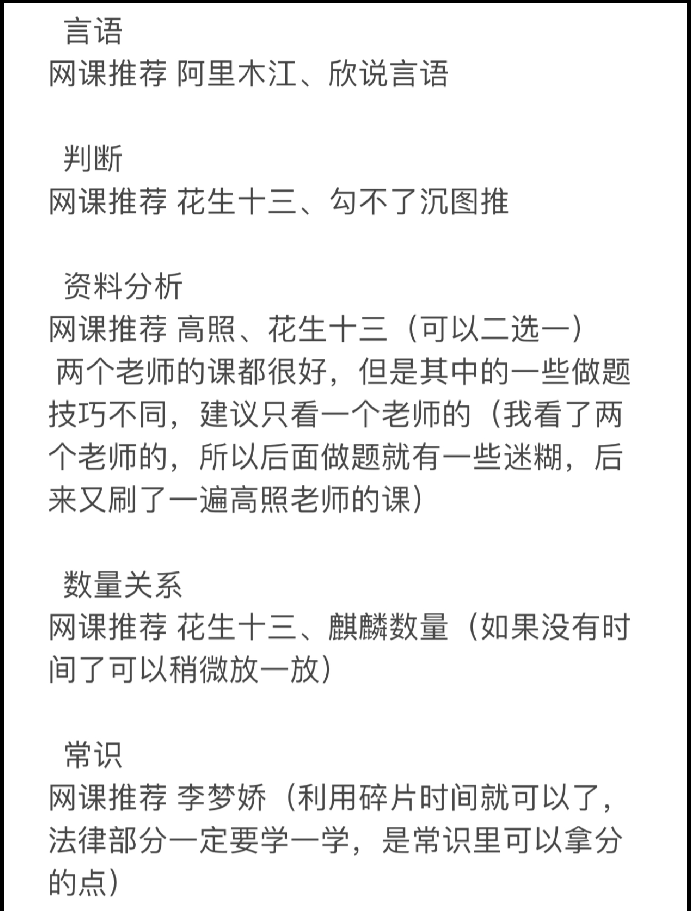 言语
网课推荐 阿里木江、欣说言语
判断
网课推荐 花生十三、勾不了沉图推
资料分析
网课推荐 高照、花生十三（可以二选一）
两个老师的课都很好，但是其中的一些做题
技巧不同，建议只看一个老师的（我看了两
个老师的，所以后面做题就有一些迷糊，后
来又刷了一遍高照老师的课）
数量关系
网课推荐 花生十三、麒麟数量（如果没有时
间了可以稍微放一放）
常识
网课推荐 李梦娇（利用碎片时间就可以了，
法律部分一定要学一学，是常识里可以拿分
的点）